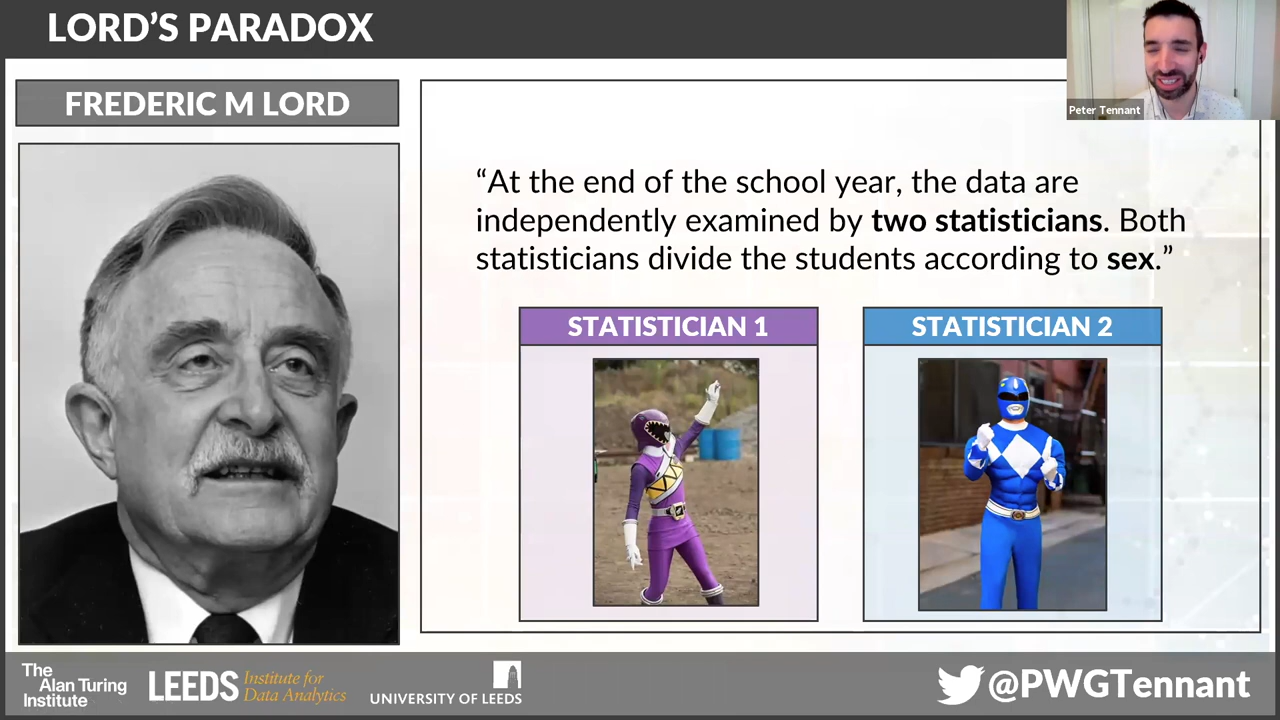 LORD'S PARADOX
Peter Tennant
FREDERIC M LORD
“At the end of the school year, the data are
independently examined by two statisticians. Both
statisticians divide the students according to sex.”
STATISTICIAN 1
STATISTICIAN 2
The
Alan Turing
Institute
LEEDS Institute for
Data Analytics
UNIVERSITY OF LEEDS
@PWGTennant